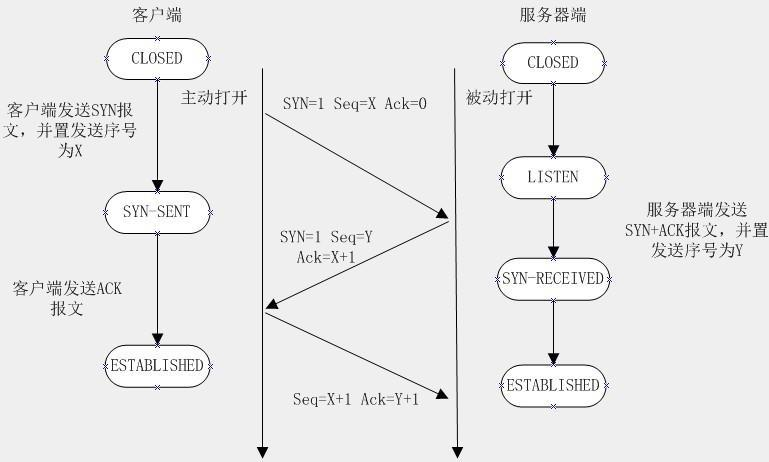 客户端
服务器端
CLOSED
CLOSED
主动打开
被动打开
SYN=1 Seq=X Ack=0
客户端发送SYN报
文，并置发送序号
为X
LISTEN
SYN-SENT
服务器端发送
SYN+ACK报文，并置
发送序号为Y
SYN=1 Seq=Y
Ack=X+1
SYN-RECEIVED
客户端发送ACK
报文
ESTABLISHED
ESTABLISHED
Seq=X+1 Ack=Y+1